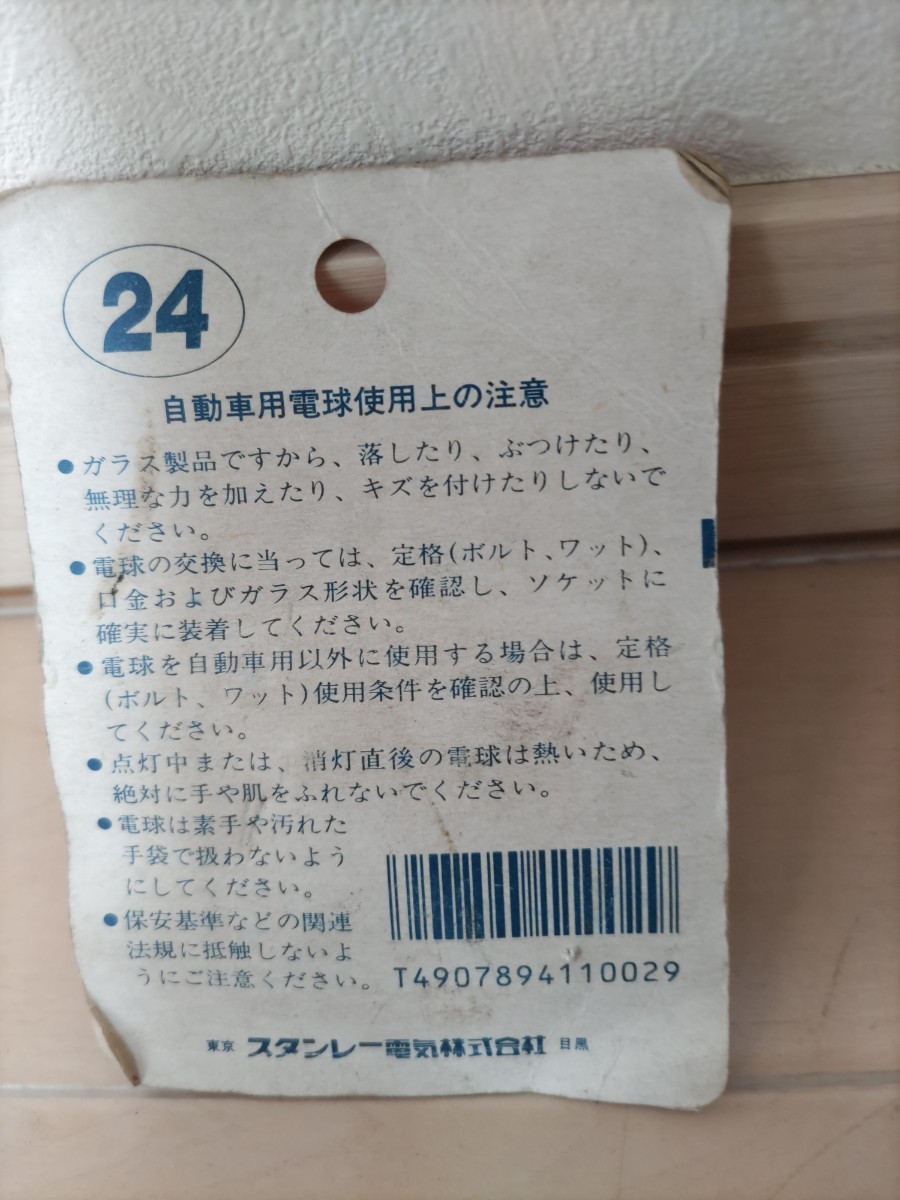 24
自動車用電球使用上の注意
●ガラス製品ですから、落したり、ぶつけたり、
無理な力を加えたり、キズを付けたりしないで
ください。
●電球の交換に当っては、定格(ボルト、ワット)、
口金およびガラス形状を確認し、ソケットに
確実に装着してください。
●電球を自動車用以外に使用する場合は、定格
(ボルト、ワット)使用条件を確認の上、使用し
てください。
●点灯中または、消灯直後の電球は熱いため、
絶対に手や肌をふれないでください。
●電球は素手や汚れた
手袋で扱わないよう
にしてください。
●保安基準などの関連
法規に抵触しないよ
うにご注意ください。
T4907894110029
東京 スタンレー電気株式会社 目黒